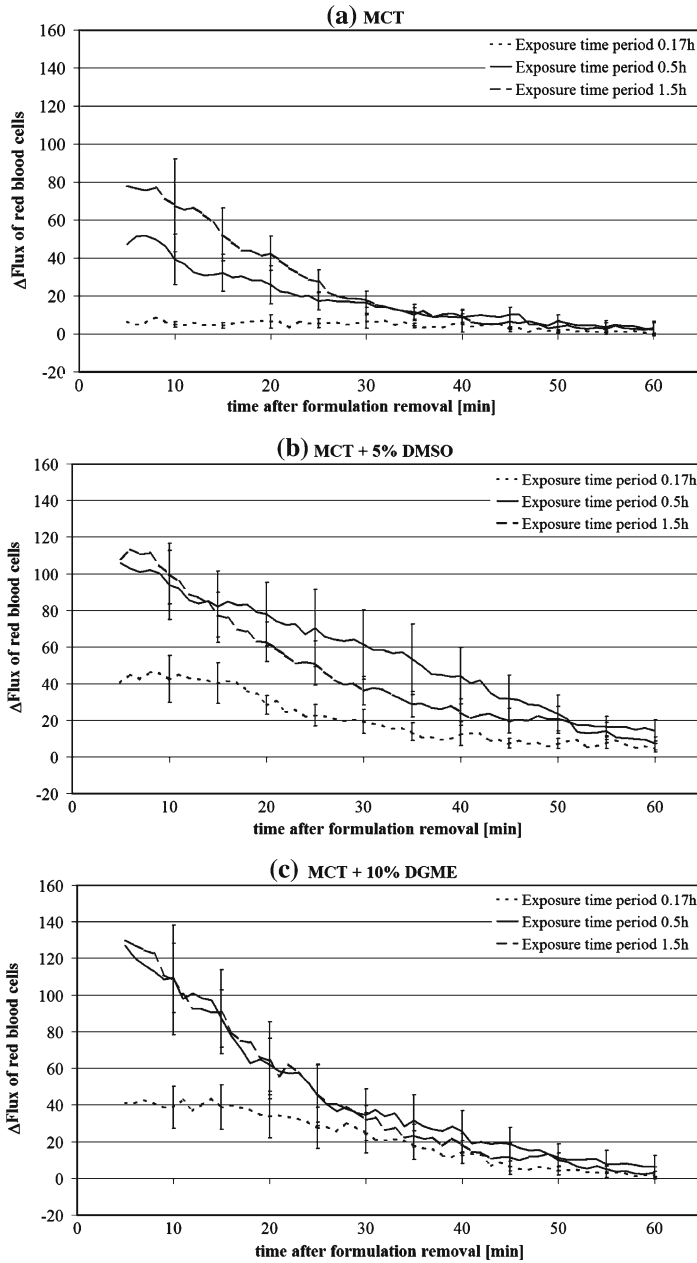 (a) MCT
160
140
120
100
80
60
40
20
0
-20
ΔFlux of red blood cells
Exposure time period 0.17h
Exposure time period 0.5h
Exposure time period 1.5h
0 10 20 30 40 50 60
time after formulation removal [min]
(b) MCT + 5% DMSO
160
140
120
100
80
60
40
20
0
-20
ΔFlux of red blood cells
Exposure time period 0.17h
Exposure time period 0.5h
Exposure time period 1.5h
0 10 20 30 40 50 60
time after formulation removal [min]
(c) MCT + 10% DGME
160
140
120
100
80
60
40
20
0
-20
ΔFlux of red blood cells
Exposure time period 0.17h
Exposure time period 0.5h
Exposure time period 1.5h
0 10 20 30 40 50 60
time after formulation removal [min]